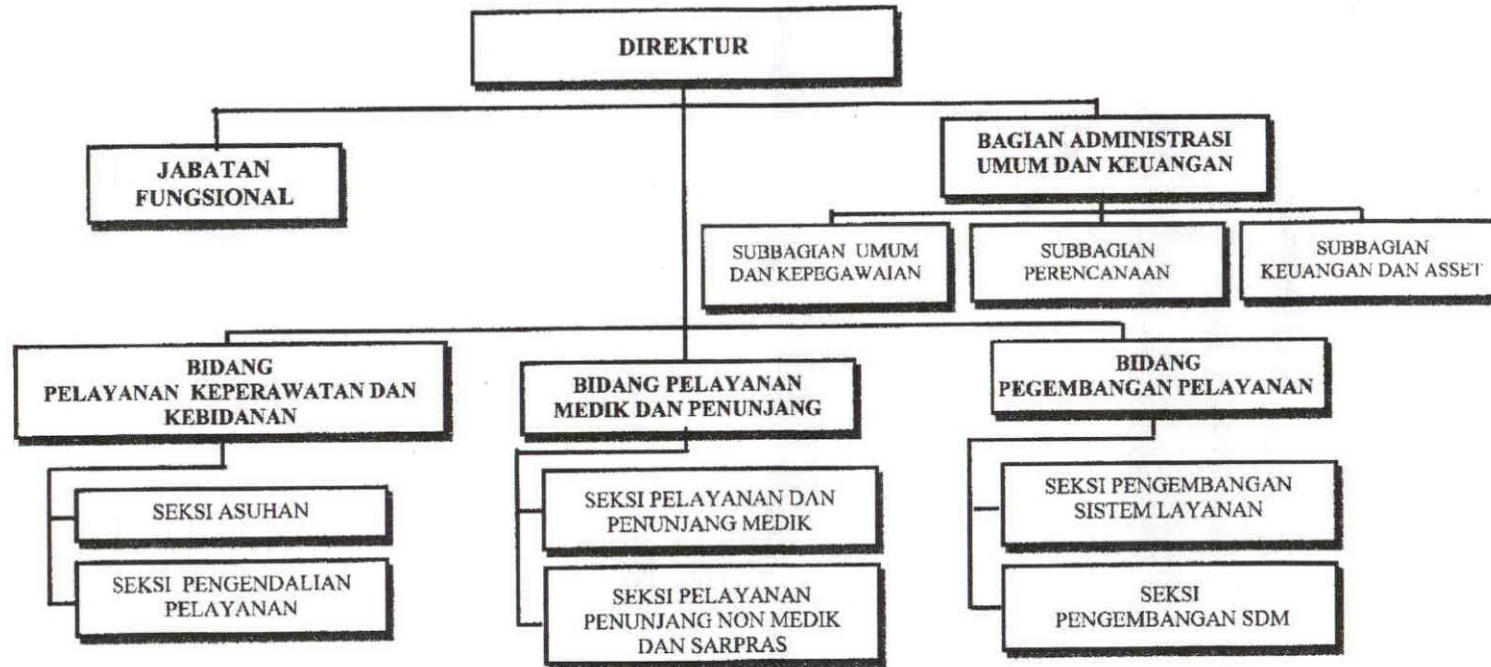 DIREKTUR
JABATAN
FUNGSIONAL
BAGIAN ADMINISTRASI
UMUM DAN KEUANGAN
SUBBAGIAN UMUM
DAN KEPEGAWAIAN
SUBBAGIAN
PERENCANAAN
SUBBAGIAN
KEUANGAN DAN ASSET
BIDANG
PELAYANAN KEPERAWATAN DAN
KEBIDANAN
BIDANG PELAYANAN
MEDIK DAN PENUNJANG
BIDANG
PEGEMBANGAN PELAYANAN
SEKSI ASUHAN
SEKSI PENGENDALIAN
PELAYANAN
SEKSI PELAYANAN DAN
PENUNJANG MEDIK
SEKSI PELAYANAN
PENUNJANG NON MEDIK
DAN SARPRAS
SEKSI PENGEMBANGAN
SISTEM LAYANAN
SEKSI
PENGEMBANGAN SDM